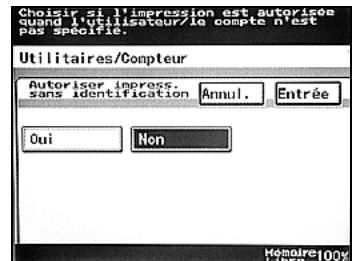 Choisir si l'impression est autorisée
quand l'utilisateur/le compte n'est
pas spécifié.
Utilitaires/Compteur
Autoriser impress.
sans identification
Annul.
Entrée
Oui
Non
Mémoire
Libre 100%